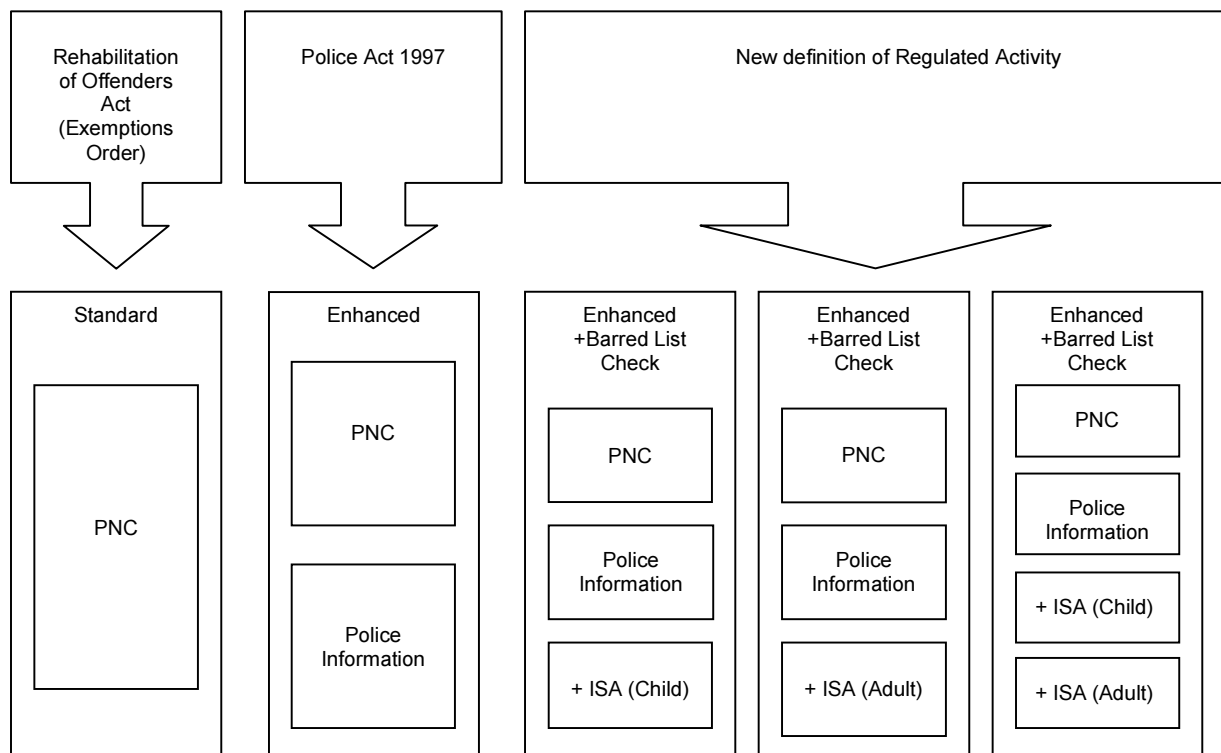 Rehabilitation
of Offenders
Act
(Exemptions
Order)
Police Act 1997
New definition of Regulated Activity
Standard
PNC
Enhanced
PNC
Police
Information
Enhanced
+Barred List
Check
PNC
Police
Information
+ ISA (Child)
Enhanced
+Barred List
Check
PNC
Police
Information
+ ISA (Adult)
Enhanced
+Barred List
Check
PNC
Police
Information
+ ISA (Child)
+ ISA (Adult)